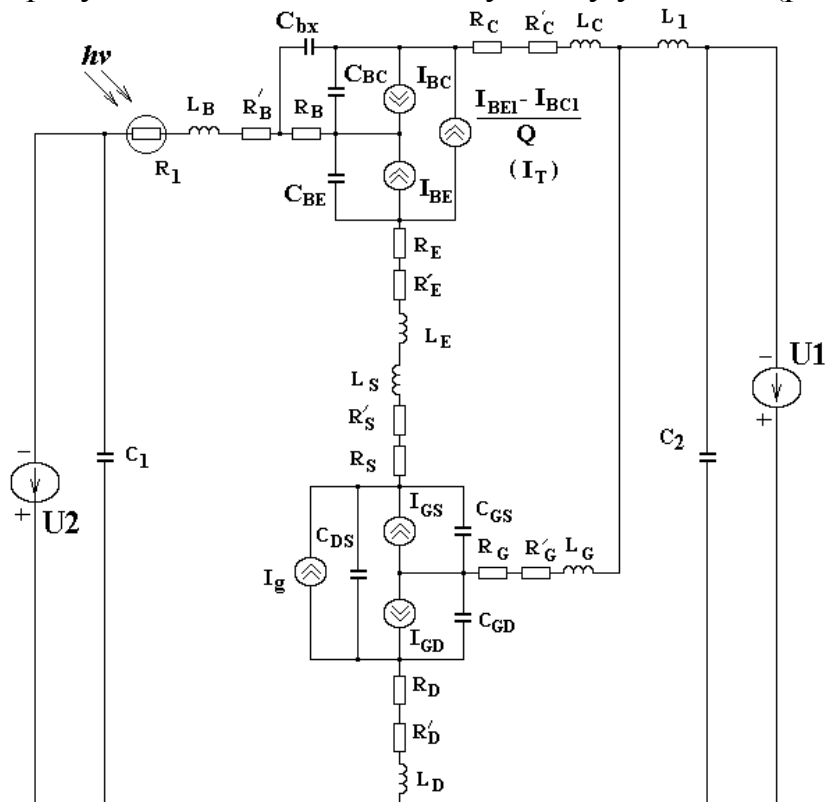 C_bx
R_C R'_C L_C L_1
hν
C_BC I_BC
I_BE1 - I_BC1
Q
(I_T)
L_B R'_B R_B
R_1
C_BE I_BE
R_E
R'_E
L_E
L_S
R'_S
R_S
U1
-
+
C_1
C_2
-
+
U2
I_GS C_GS
C_DS
R_G R'_G L_G
I_g
C_GD
I_GD
R_D
R'_D
L_D